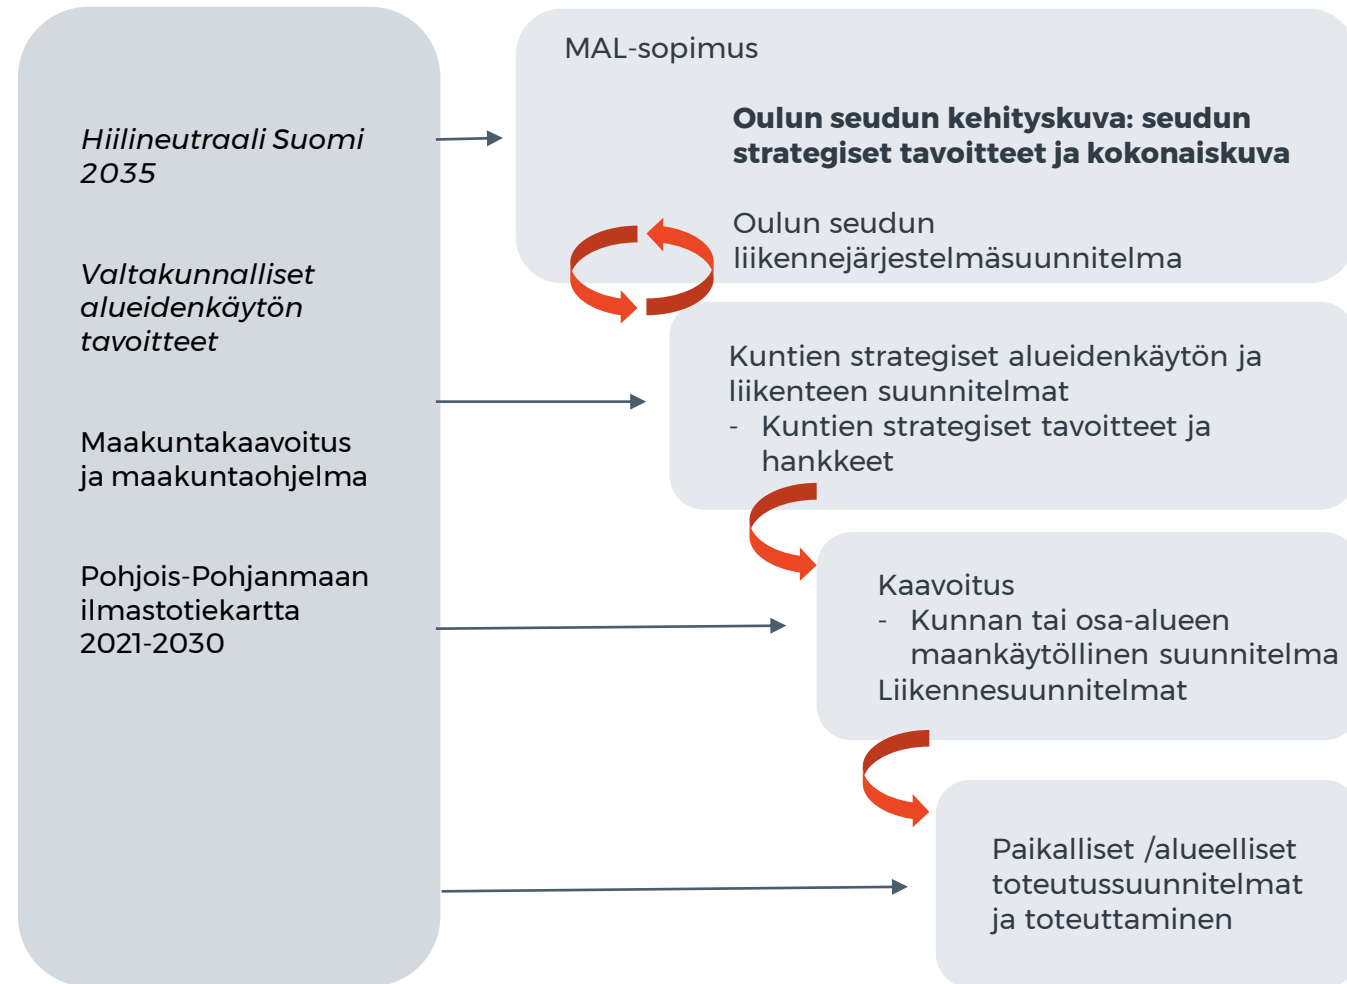 Hiilineutraali Suomi
2035
Valtakunnalliset
alueidenkäytön
tavoitteet
Maakuntakaavoitus
ja maakuntaohjelma
Pohjois-Pohjanmaan
ilmastotiekartta
2021-2030
MAL-sopimus
Oulun seudun kehityskuva: seudun
strategiset tavoitteet ja kokonaiskuva
Oulun seudun
liikennejärjestelmäsuunnitelma
Kuntien strategiset alueidenkäytön ja
liikenteen suunnitelmat
- Kuntien strategiset tavoitteet ja
hankkeet
Kaavoitus
- Kunnan tai osa-alueen
maankäytöllinen suunnitelma
Liikennesuunnitelmat
Paikalliset /alueelliset
toteutussuunnitelmat
ja toteuttaminen